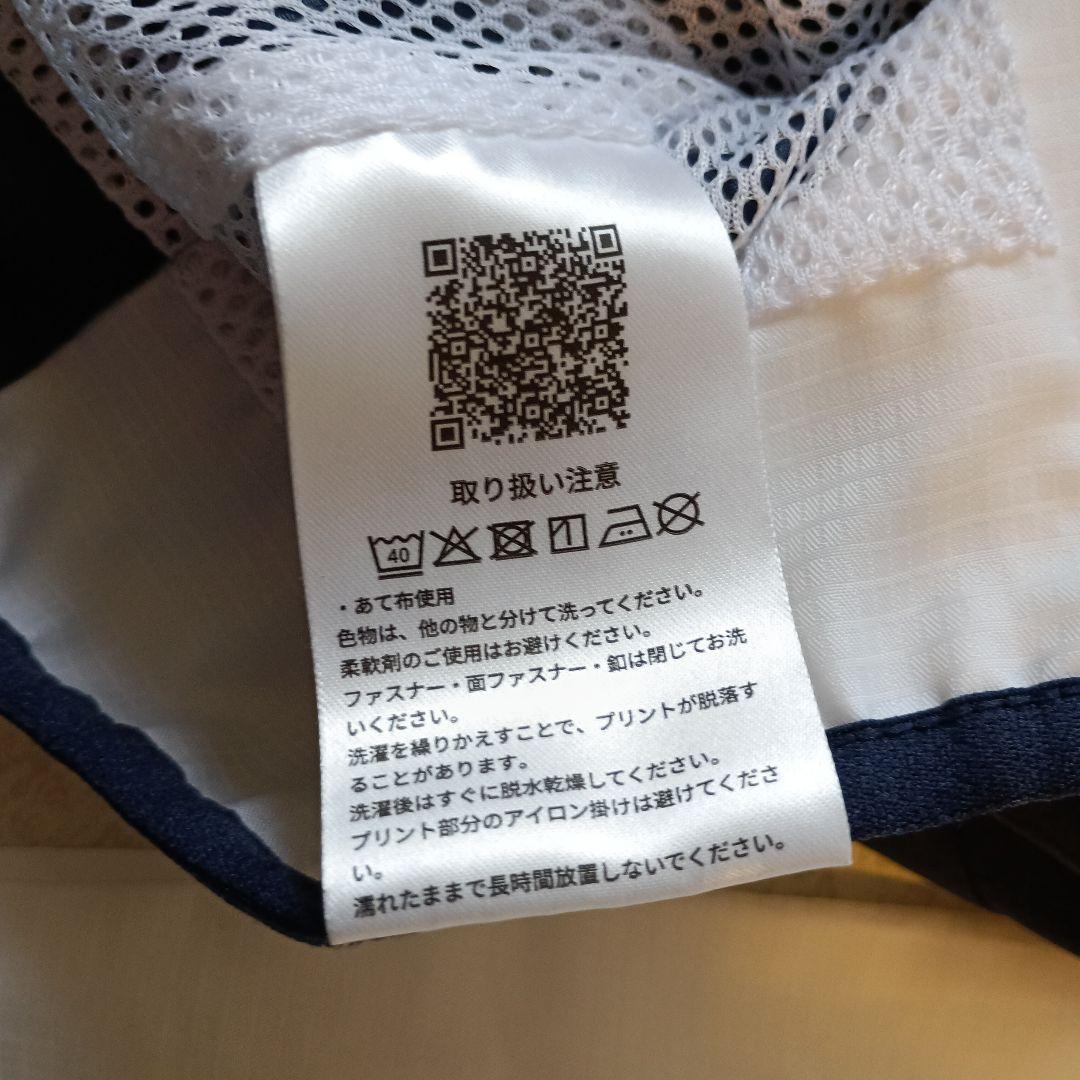 取り扱い注意
40
・あて布使用
色物は、他の物と分けて洗ってください。
柔軟剤のご使用はお避けください。
ファスナー・面ファスナー・釦は閉じてお洗
いください。
洗濯を繰りかえすことで、プリントが脱落す
ることがあります。
洗濯後はすぐに脱水乾燥してください。
プリント部分のアイロン掛けは避けてくださ
い。
濡れたままで長時間放置しないでください。